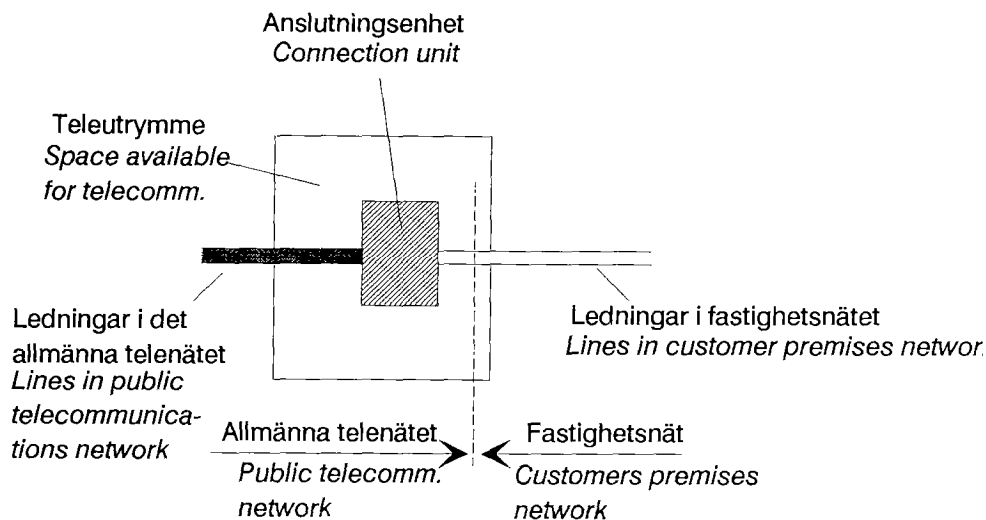 Anslutningsenhet
Connection unit
Teleutrymme
Space available
for telecomm.
Ledningar i det
allmänna telenätet
Lines in public
telecommunica-
tions network
Ledningar i fastighetsnätet
Lines in customer premises networ
Allmänna telenätet
Public telecomm.
network
Fastighetsnät
Customers premises
network